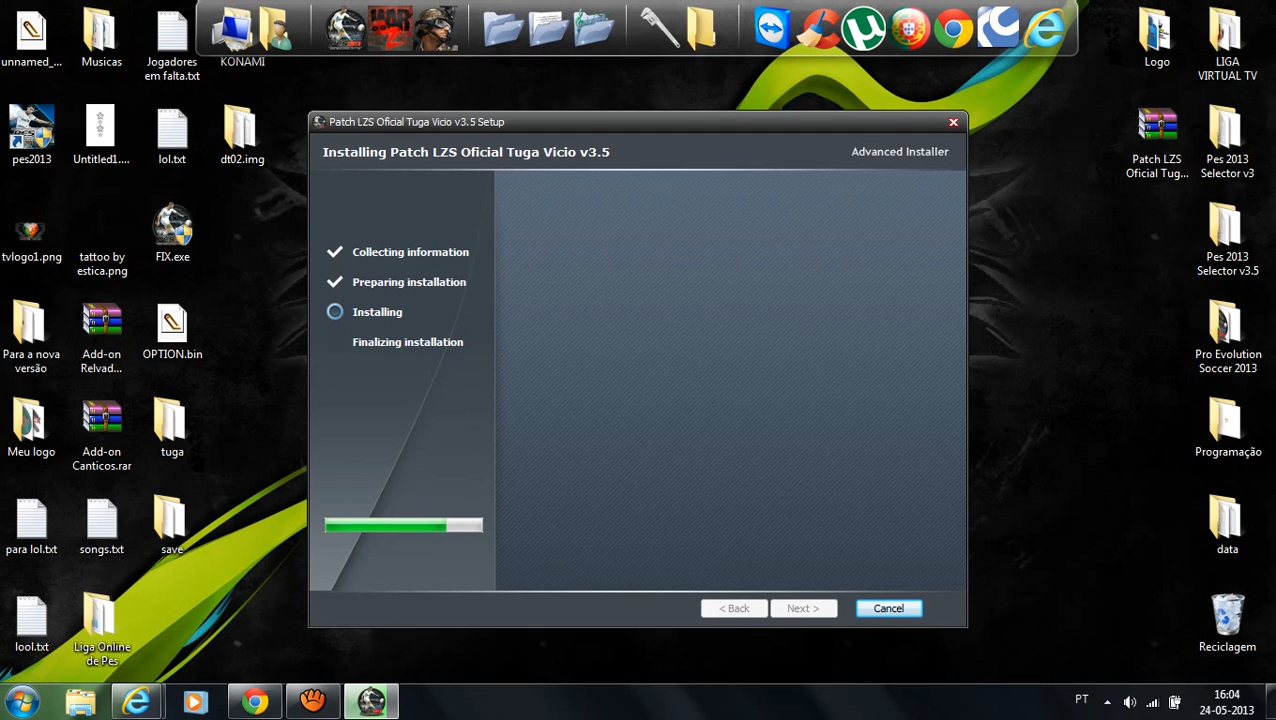 unnamed_...
Musicas
Jogadores
em falta.txt
KONAMI
Logo
LIGA
VIRTUAL TV
pes2013
Untitled1....
lol.txt
dt02.img
Patch LZS Oficial Tuga Vicio v3.5 Setup
Installing Patch LZS Oficial Tuga Vicio v3.5
Advanced Installer
Patch LZS
Oficial Tug...
Pes 2013
Selector v3
Collecting information
Preparing installation
Installing
Finalizing installation
tvlogo1.png
tattoo by
estica.png
FIX.exe
Pes 2013
Selector v3.5
Para a nova
versão
Add-on
Relvad...
OPTION.bin
Pro Evolution
Soccer 2013
Meu logo
Add-on
Canticos.rar
tuga
Programação
para lol.txt
songs.txt
save
data
< Back
Next >
Cancel
lool.txt
Liga Online
de Pes
Reciclagem
PT
16:04
24-05-2013